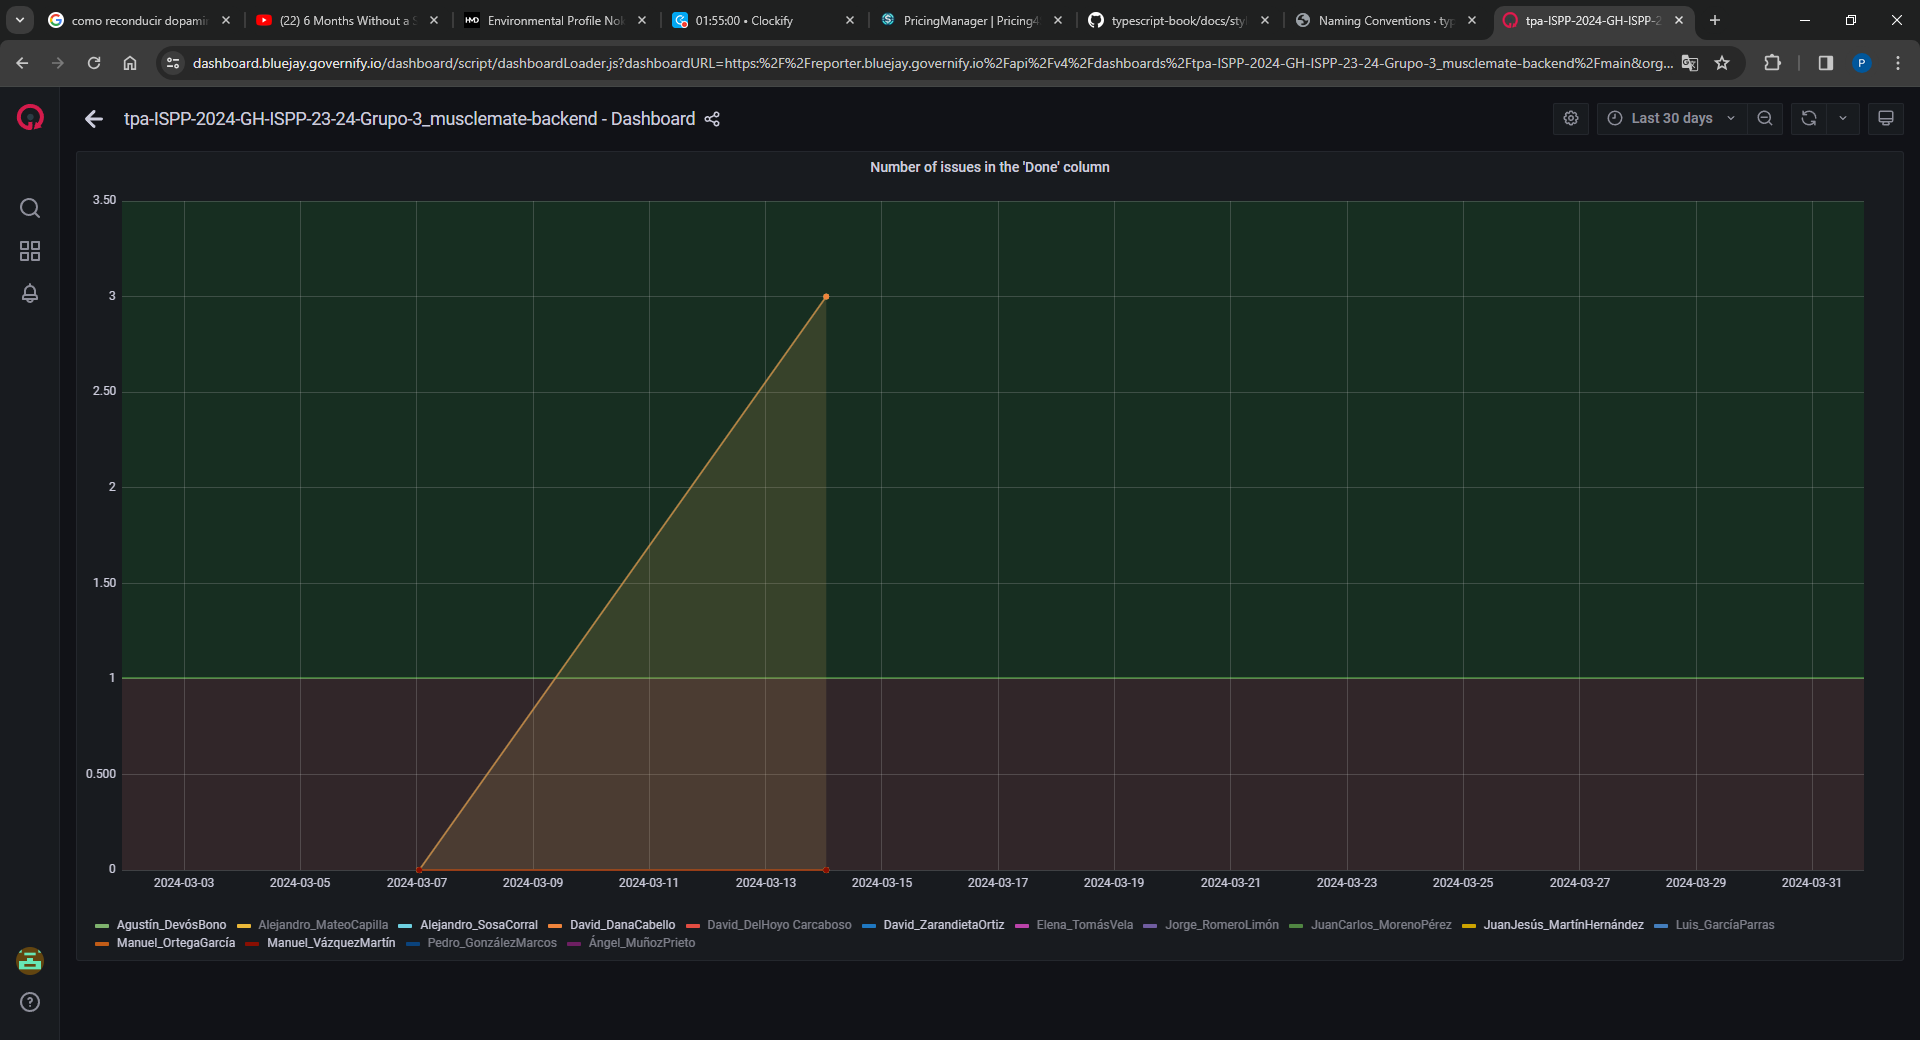 como reconducir dopamin
(22) 6 Months Without a S
Environmental Profile Nok
01:55:00 • Clockify
PricingManager | Pricing4
typescript-book/docs/styl
Naming Conventions · typ
tpa-ISPP-2024-GH-ISPP-2
dashboard.bluejay.governify.io/dashboard/script/dashboardLoader.js?dashboardURL=https:%2F%2Freporter.bluejay.governify.io%2Fapi%2Fv4%2Fdashboards%2Ftpa-ISPP-2024-GH-ISPP-23-24-Grupo-3_musclemate-backend%2Fmain&org...
P
tpa-ISPP-2024-GH-ISPP-23-24-Grupo-3_musclemate-backend - Dashboard
Last 30 days
Number of issues in the 'Done' column
3.50
3
2.50
2
1.50
1
0.500
0
2024-03-03 2024-03-05 2024-03-07 2024-03-09 2024-03-11 2024-03-13 2024-03-15 2024-03-17 2024-03-19 2024-03-21 2024-03-23 2024-03-25 2024-03-27 2024-03-29 2024-03-31
Agustín_DevósBono Alejandro_MateoCapilla Alejandro_SosaCorral David_DanaCabello David_DelHoyo Carcaboso David_ZarandietaOrtiz Elena_TomásVela Jorge_RomeroLimón JuanCarlos_MorenoPérez JuanJesús_MartínHernández Luis_GarcíaParras
Manuel_OrtegaGarcía Manuel_VázquezMartín Pedro_GonzálezMarcos Ángel_MuñozPrieto